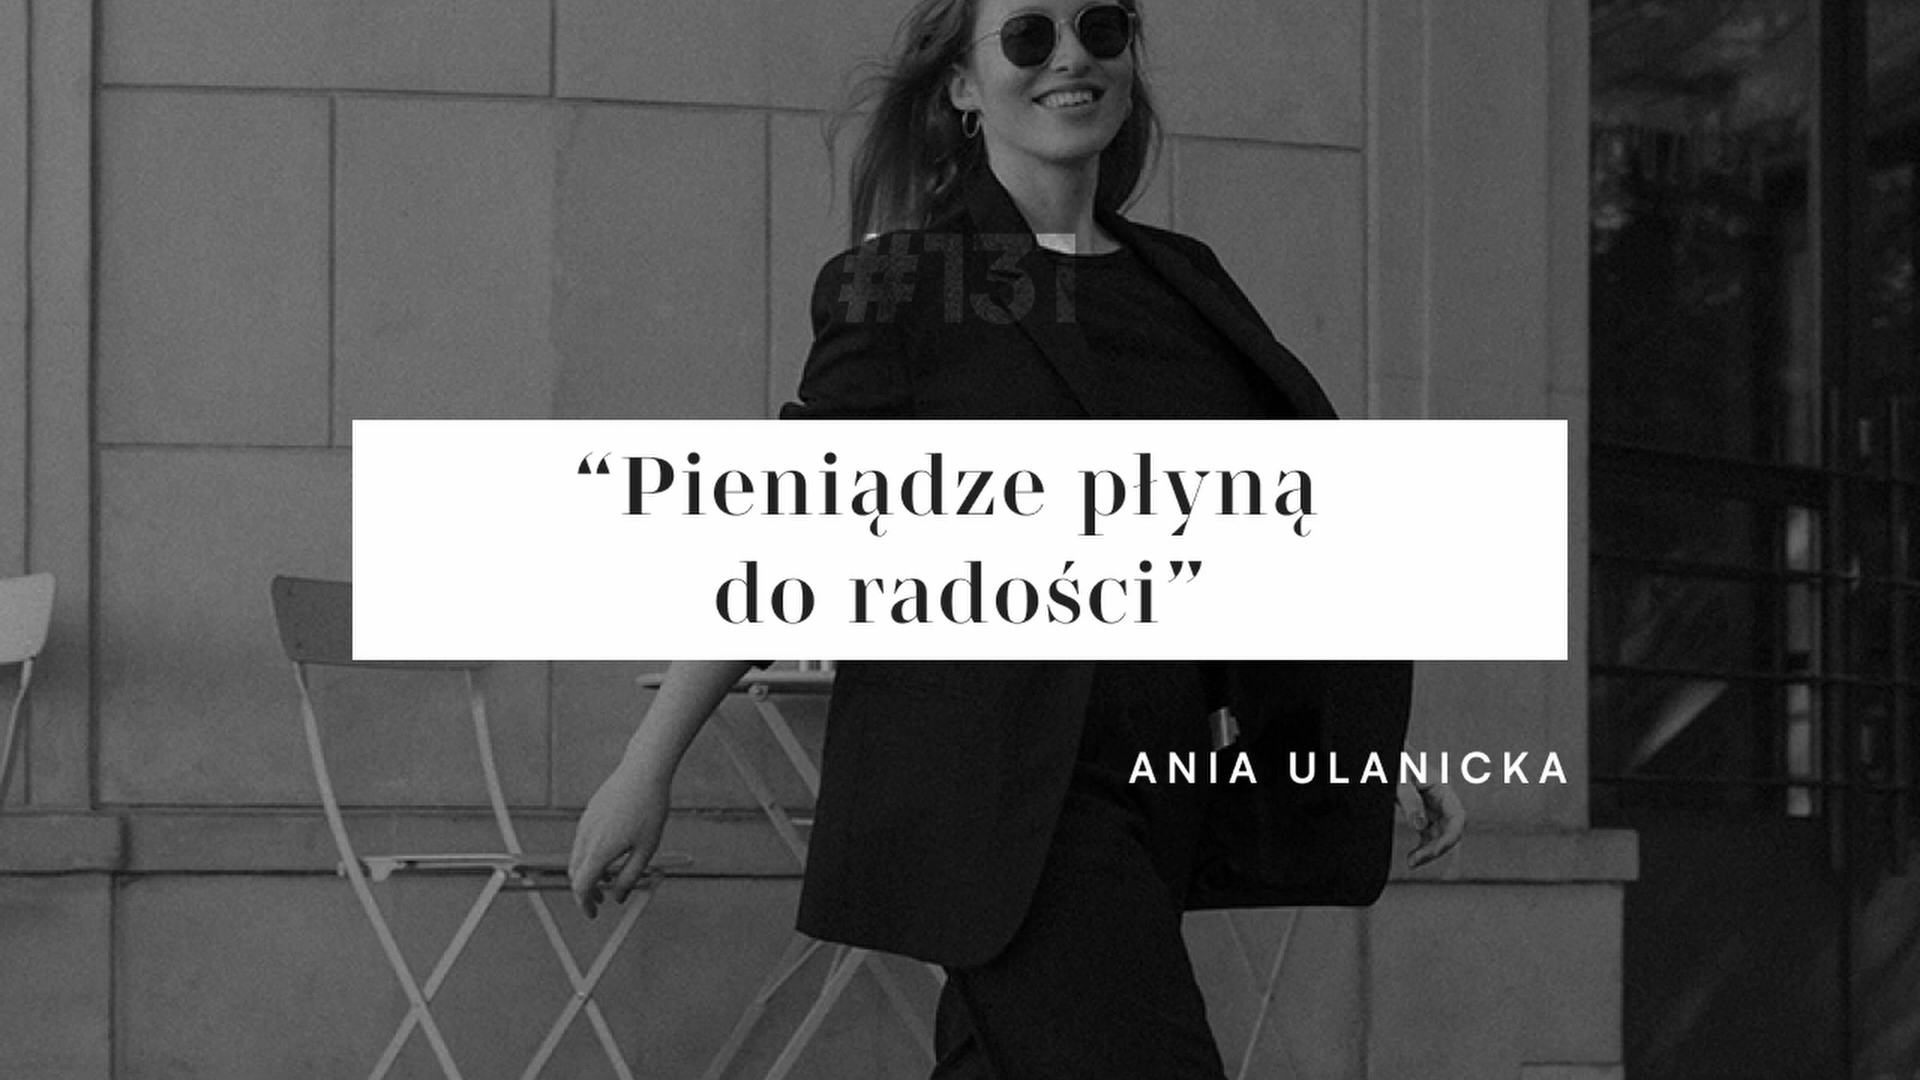 #131
“Pieniądze płyną
do radości”
ANIA ULANICKA